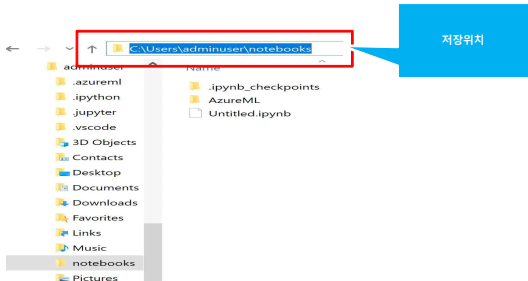 저장위치
C:\Users\adminuser\notebooks
adminuser
Name
.azureml
.ipython
.jupyter
.vscode
3D Objects
Contacts
Desktop
Documents
Downloads
Favorites
Links
Music
notebooks
Pictures
.ipynb_checkpoints
AzureML
Untitled.ipynb